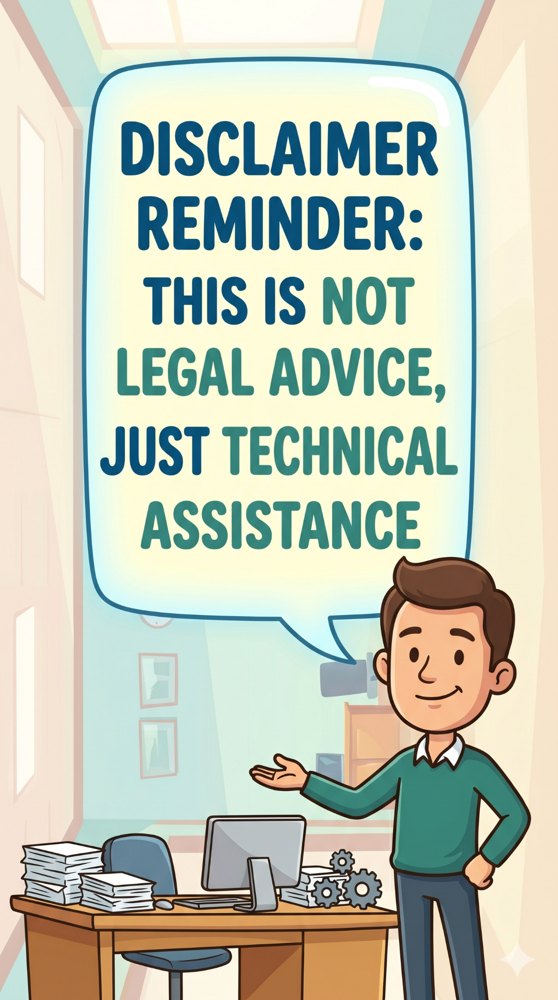 DISCLAIMER
REMINDER:
THIS IS NOT
LEGAL ADVICE,
JUST TECHNICAL
ASSISTANCE